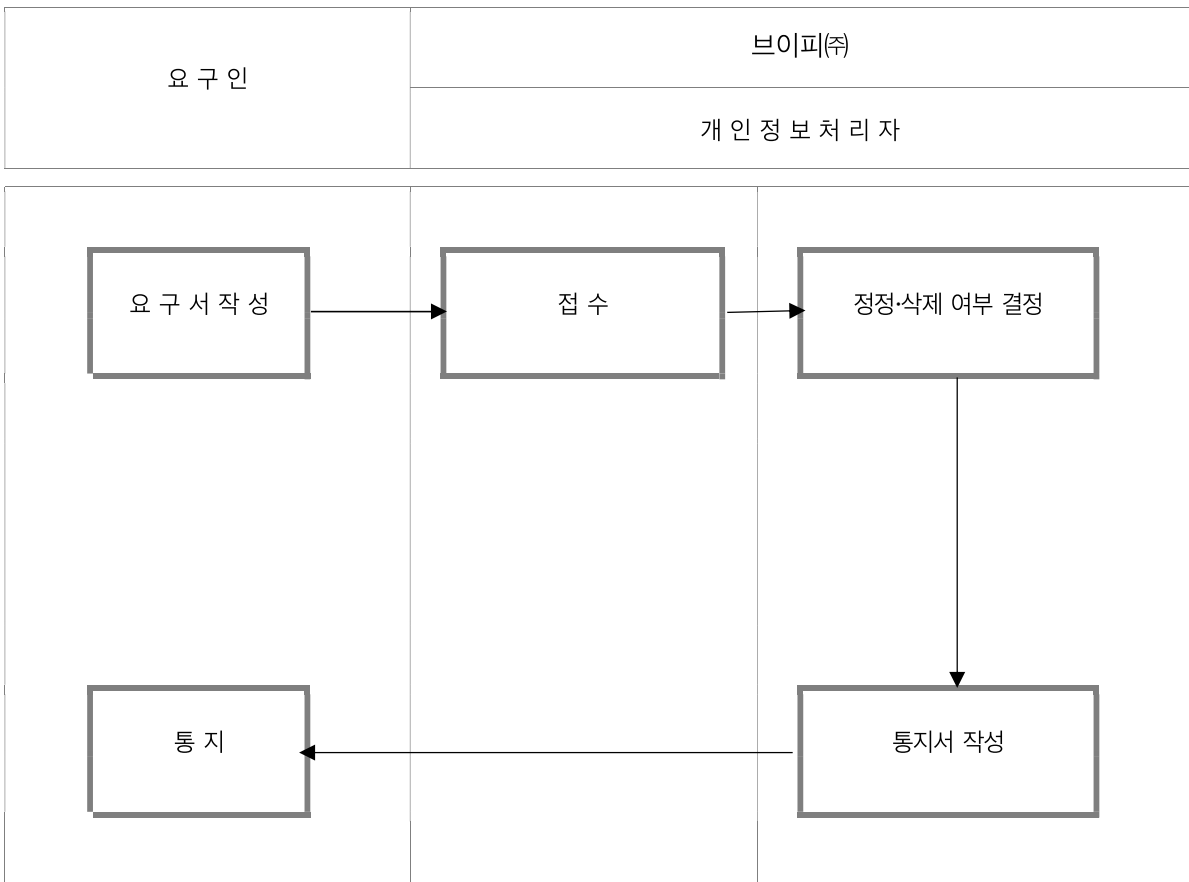 요 구 인
브이피㈜
개 인 정 보 처 리 자
요 구 서 작 성
접 수
정정·삭제 여부 결정
통 지
통지서 작성